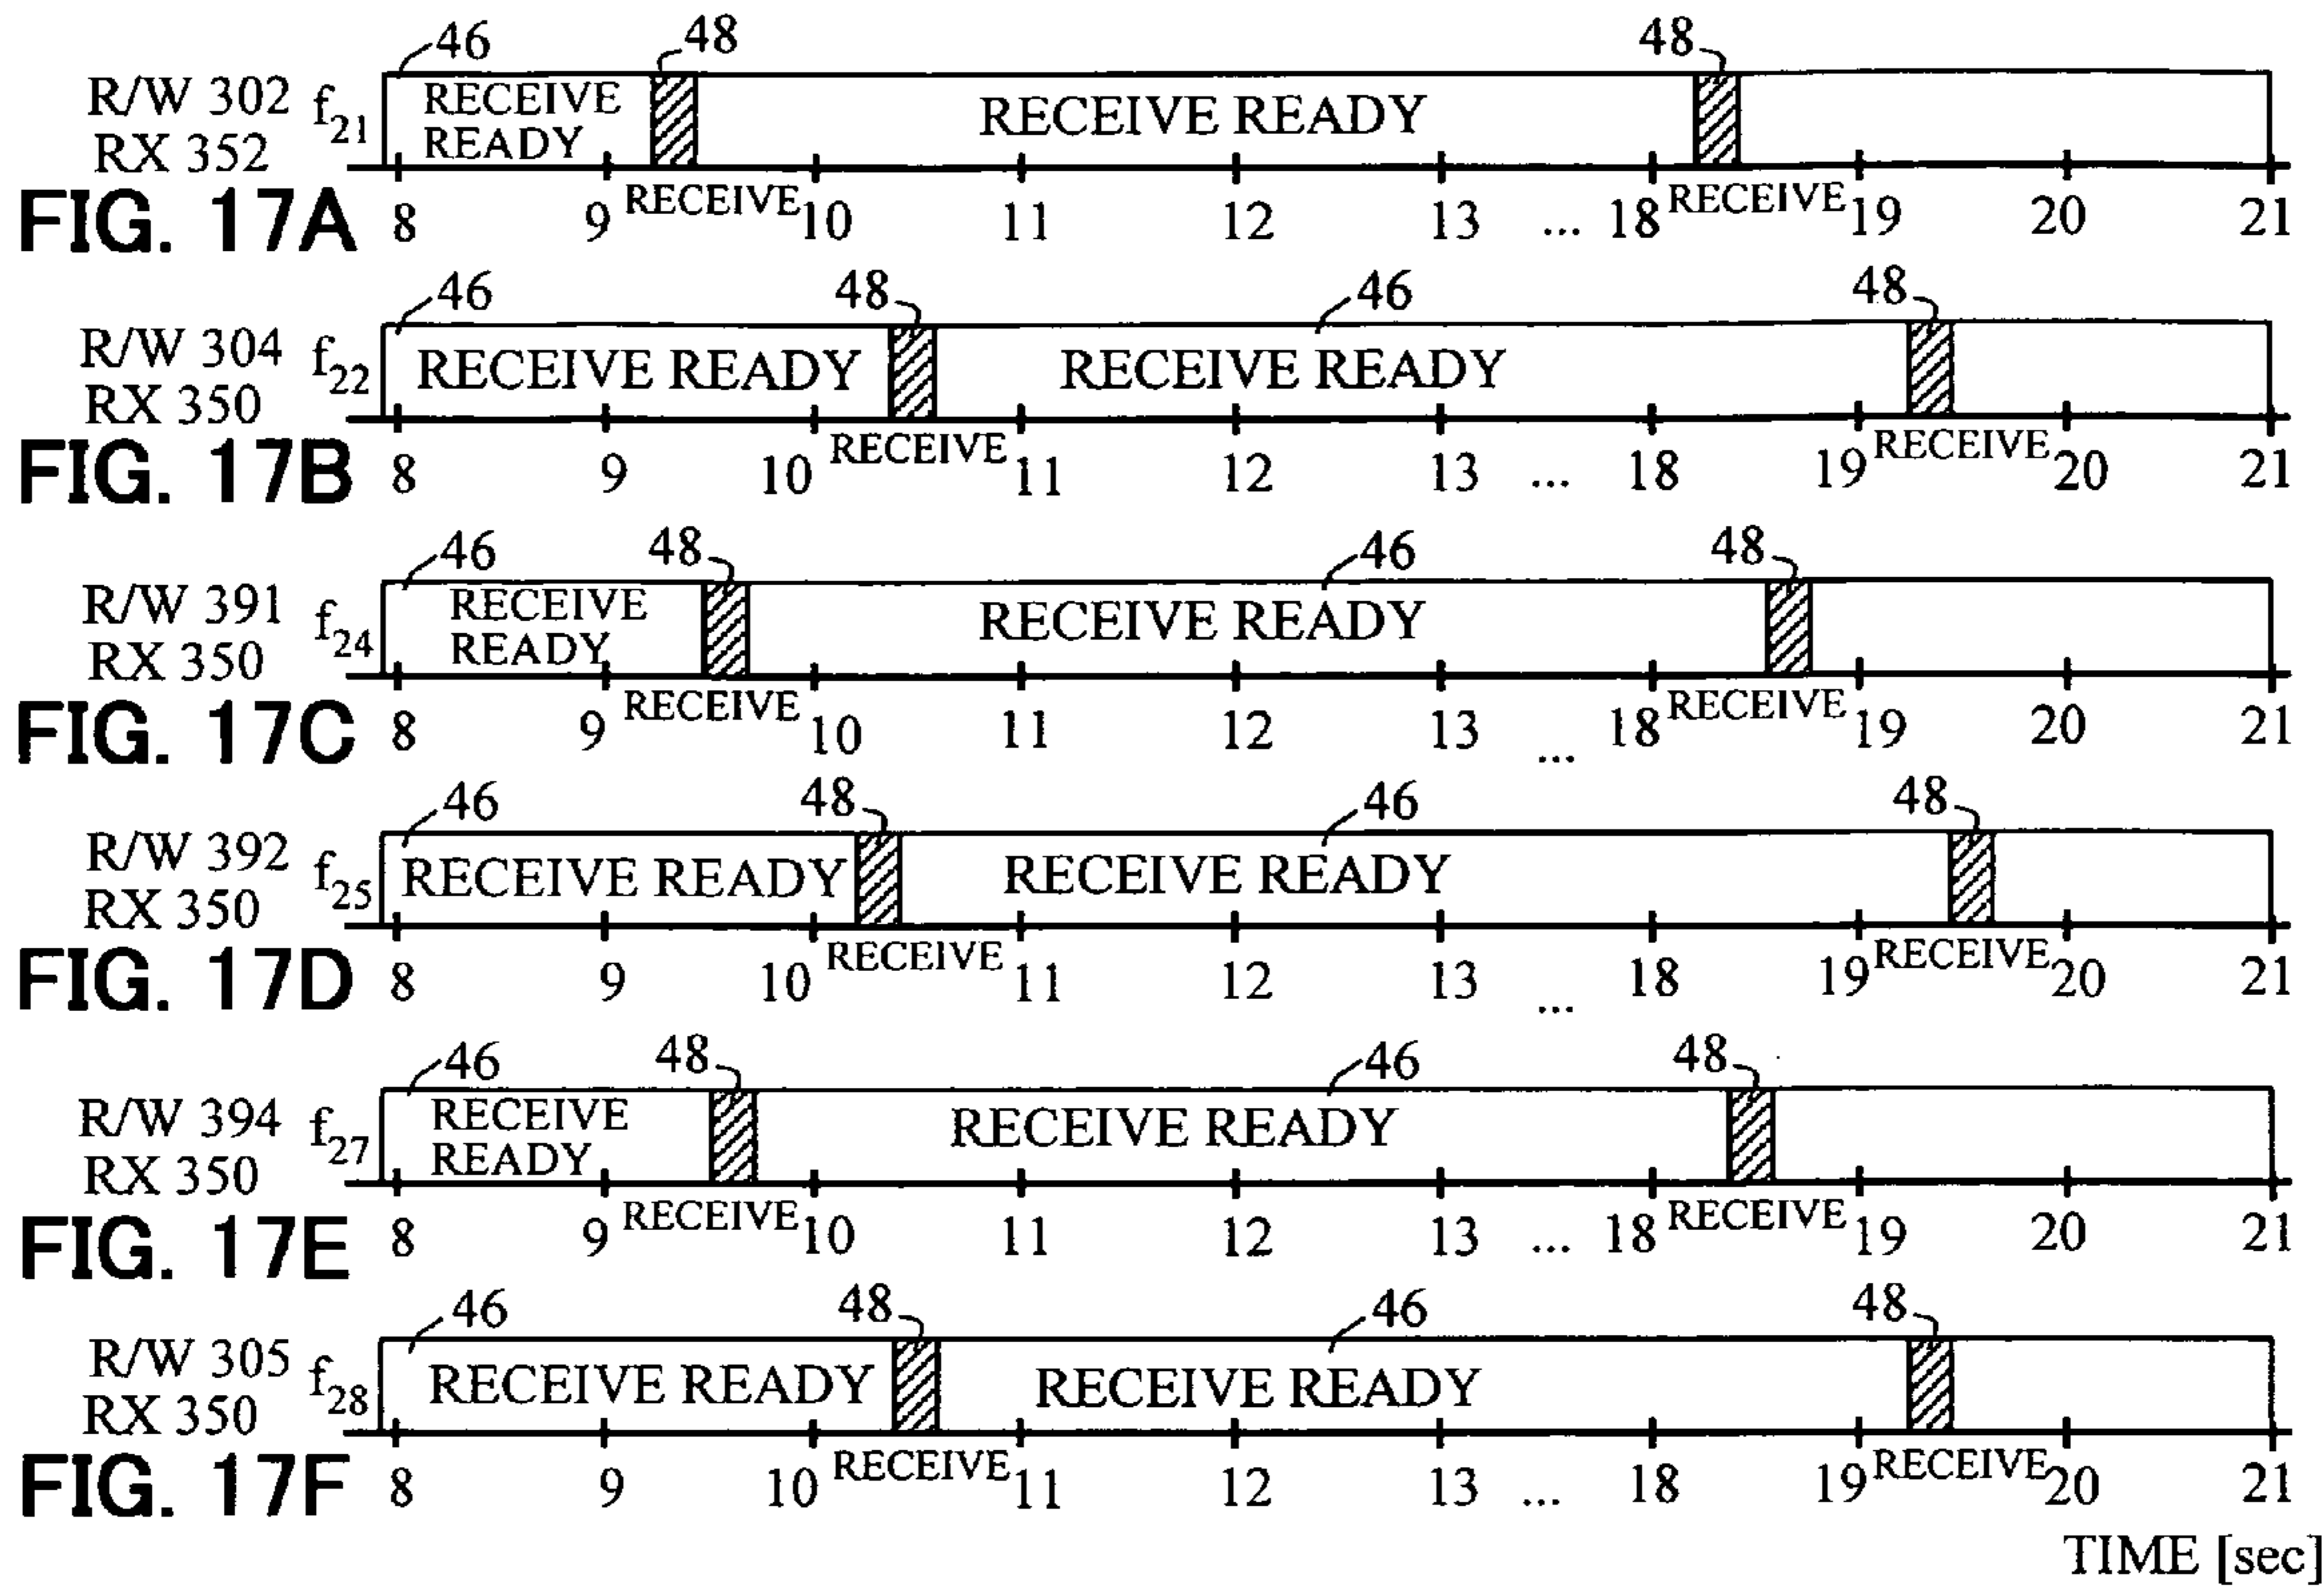 46 48 48
R/W 302 f21 RECEIVE READY RECEIVE READY
RX 352
FIG. 17A 8 9 RECEIVE 10 11 12 13 ... 18 RECEIVE 19 20 21
46 48 46 48
R/W 304 f22 RECEIVE READY RECEIVE READY
RX 350
FIG. 17B 8 9 10 RECEIVE 11 12 13 ... 18 19 RECEIVE 20 21
46 48 46 48
R/W 391 f24 RECEIVE READY RECEIVE READY
RX 350
FIG. 17C 8 9 RECEIVE 10 11 12 13 ... 18 RECEIVE 19 20 21
46 48 46 48
R/W 392 f25 RECEIVE READY RECEIVE READY
RX 350
FIG. 17D 8 9 10 RECEIVE 11 12 13 ... 18 19 RECEIVE 20 21
46 48 46 48
R/W 394 f27 RECEIVE READY RECEIVE READY
RX 350
FIG. 17E 8 9 RECEIVE 10 11 12 13 ... 18 RECEIVE 19 20 21
46 48 46 48
R/W 305 f28 RECEIVE READY RECEIVE READY
RX 350
FIG. 17F 8 9 10 RECEIVE 11 12 13 ... 18 19 RECEIVE 20 21
TIME [sec]